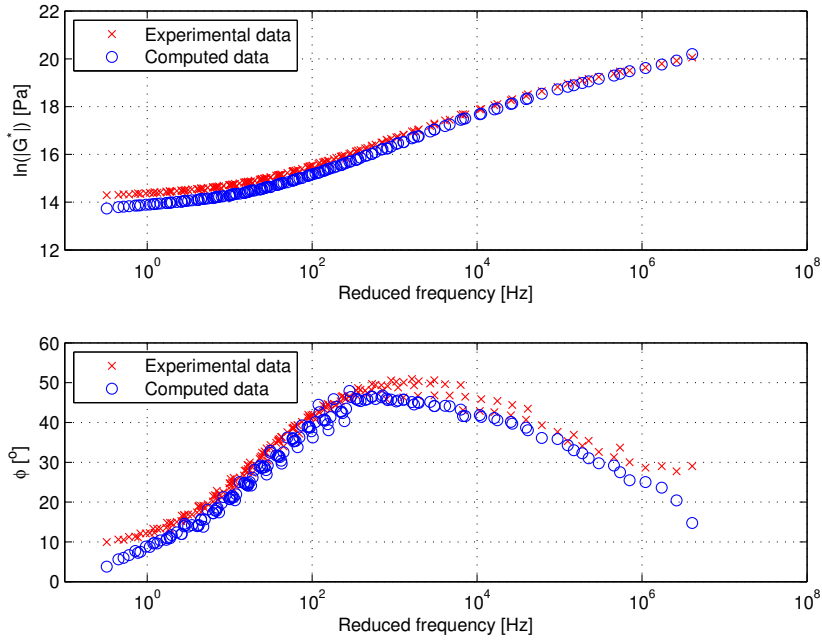 22
20
18
16
14
12
ln(|G*|) [Pa]
Experimental data
Computed data
10^0
10^2
10^4
10^6
10^8
Reduced frequency [Hz]
60
50
40
30
20
10
0
ϕ [o]
Experimental data
Computed data
10^0
10^2
10^4
10^6
10^8
Reduced frequency [Hz]